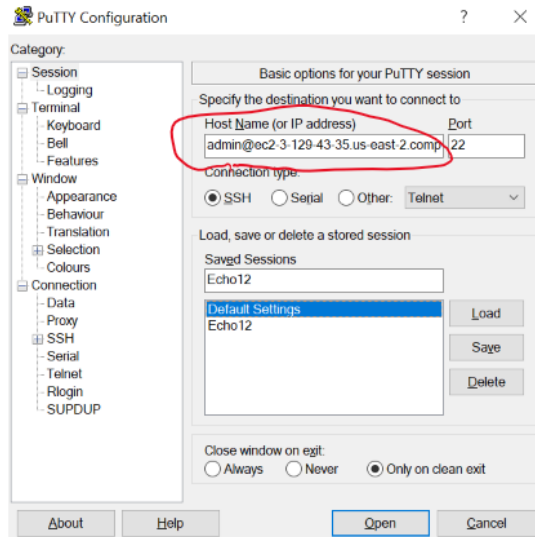 PuTTY Configuration
? ×
Category:
Session
Logging
Terminal
Keyboard
Bell
Features
Window
Appearance
Behaviour
Translation
Selection
Colours
Connection
Data
Proxy
SSH
Serial
Telnet
Rlogin
SUPDUP
Basic options for your PuTTY session
Specify the destination you want to connect to
Host Name (or IP address) Port
admin@ec2-3-129-43-35.us-east-2.comp 22
Connection type:
SSH Serial Other: Telnet
Load, save or delete a stored session
Saved Sessions
Echo12
Default Settings
Echo12
Load
Save
Delete
Close window on exit:
Always Never Only on clean exit
About Help Open Cancel